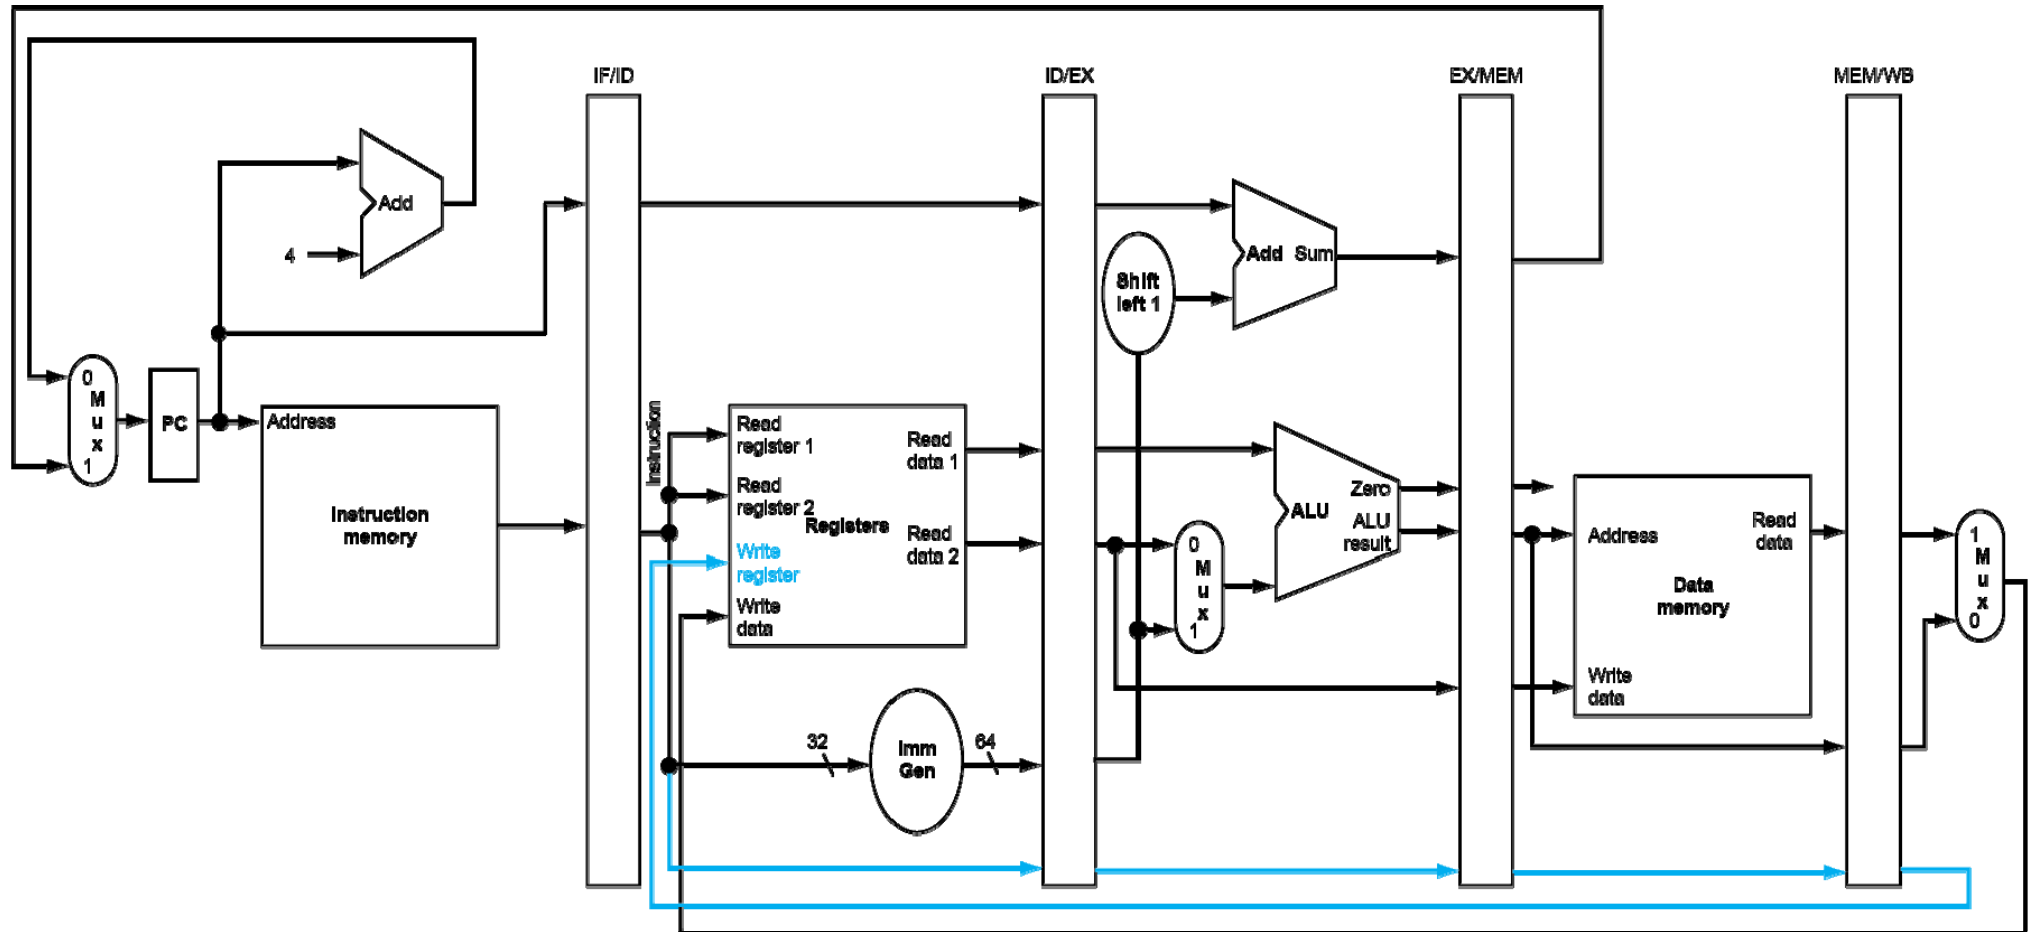 IF/ID
ID/EX
EX/MEM
MEM/WB
Add
4
Add Sum
Shift
left 1
0
M
u
x
1
PC
Address
Instruction
memory
Instruction
Read
register 1
Read
register 2
Registers
Write
register
Write
data
Read
data 1
Read
data 2
Zero
ALU
ALU
result
0
M
u
x
1
Address
Read
data
Data
memory
Write
data
1
M
u
x
0
32
Imm
Gen
64